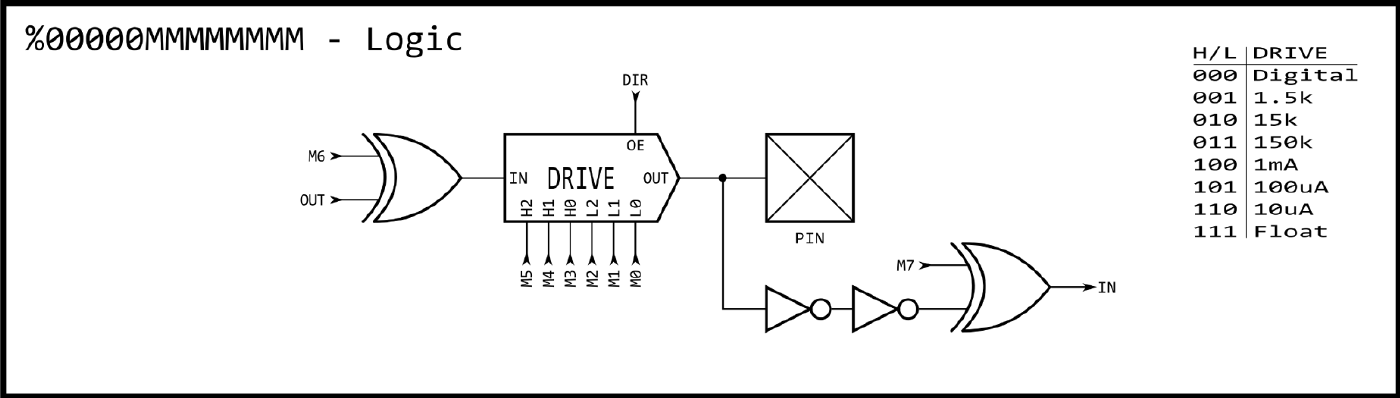 %00000MMMMMMMM - Logic
H/L DRIVE
000 Digital
001 1.5k
010 15k
011 150k
100 1mA
101 100uA
110 10uA
111 Float
DIR
OE
M6
OUT
IN DRIVE OUT
H2 H1 H0 L2 L1 L0
M5 M4 M3 M2 M1 M0
PIN
M7
IN